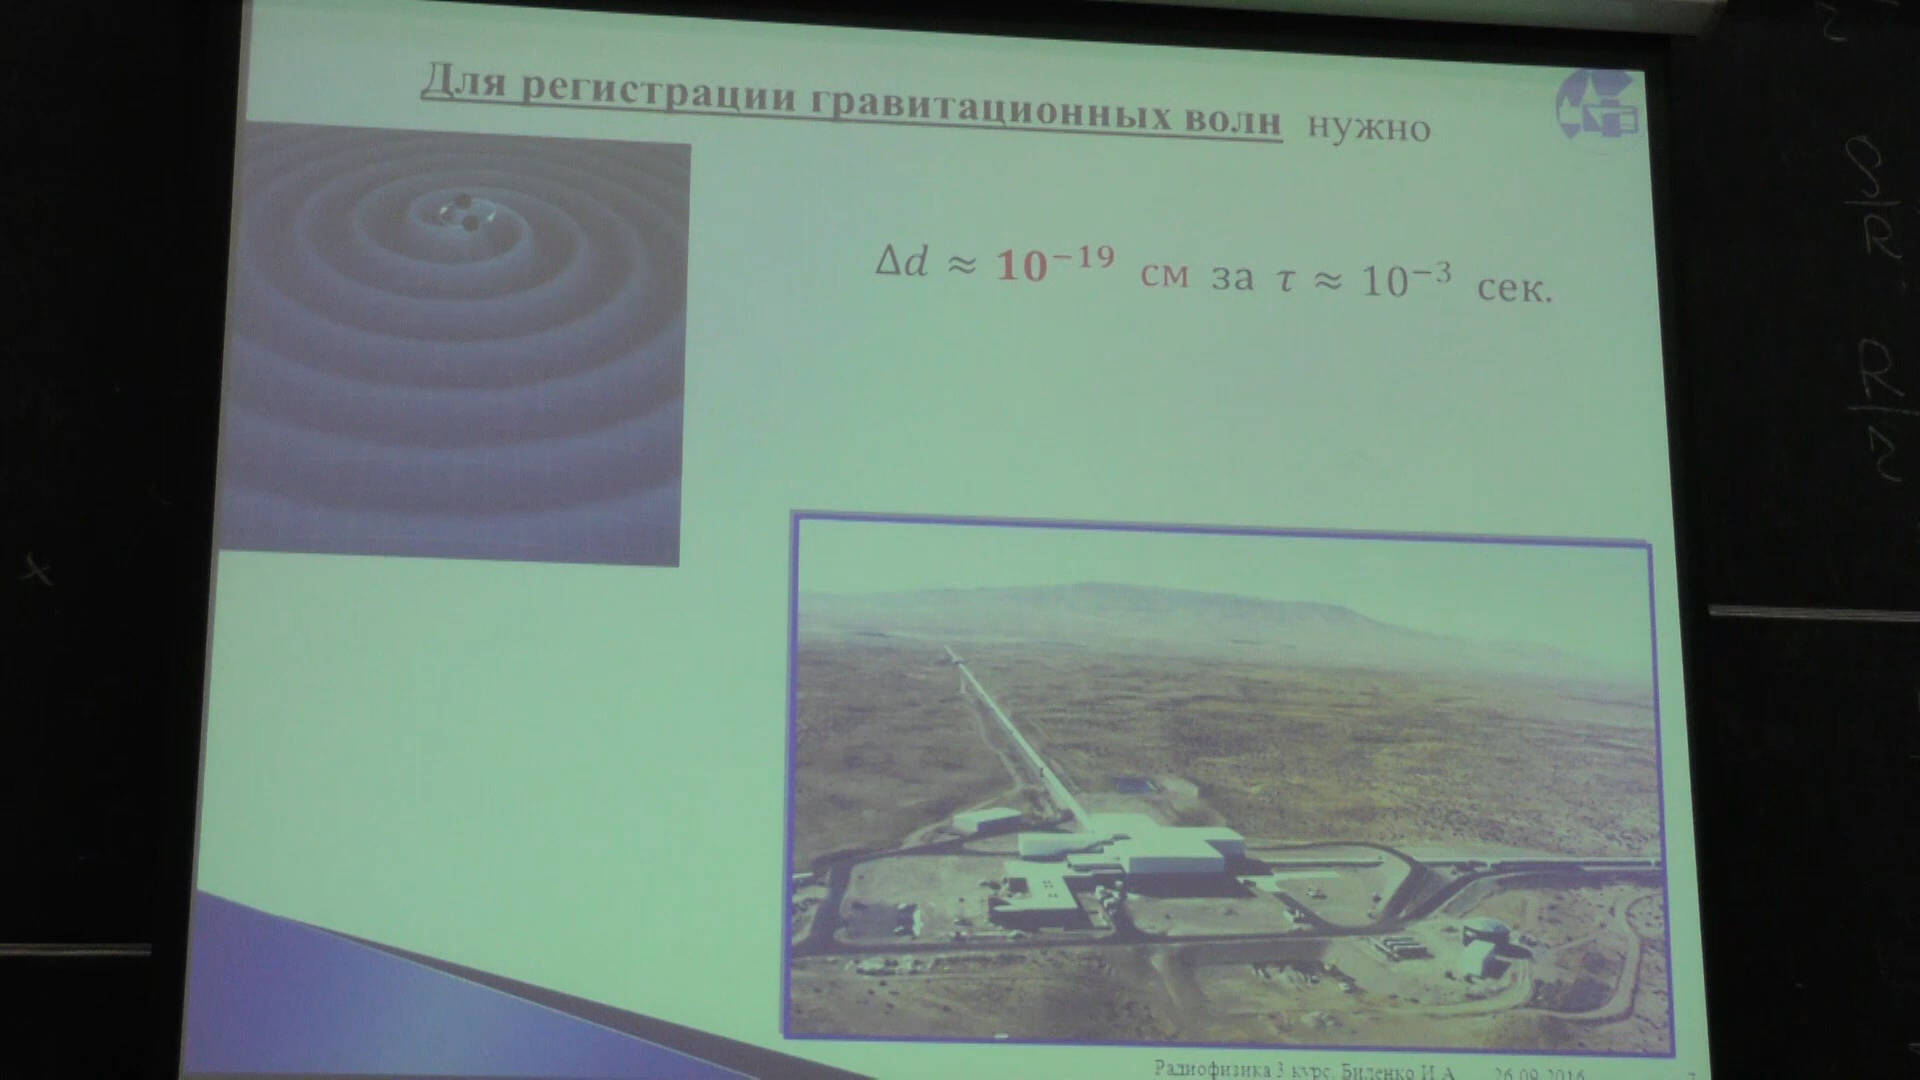 Для регистрации гравитационных волн нужно
Δd ≈ 10⁻¹⁹ см за τ ≈ 10⁻³ сек.
Радиофизика 3 курс. Биленко И.А. 26.09.2016